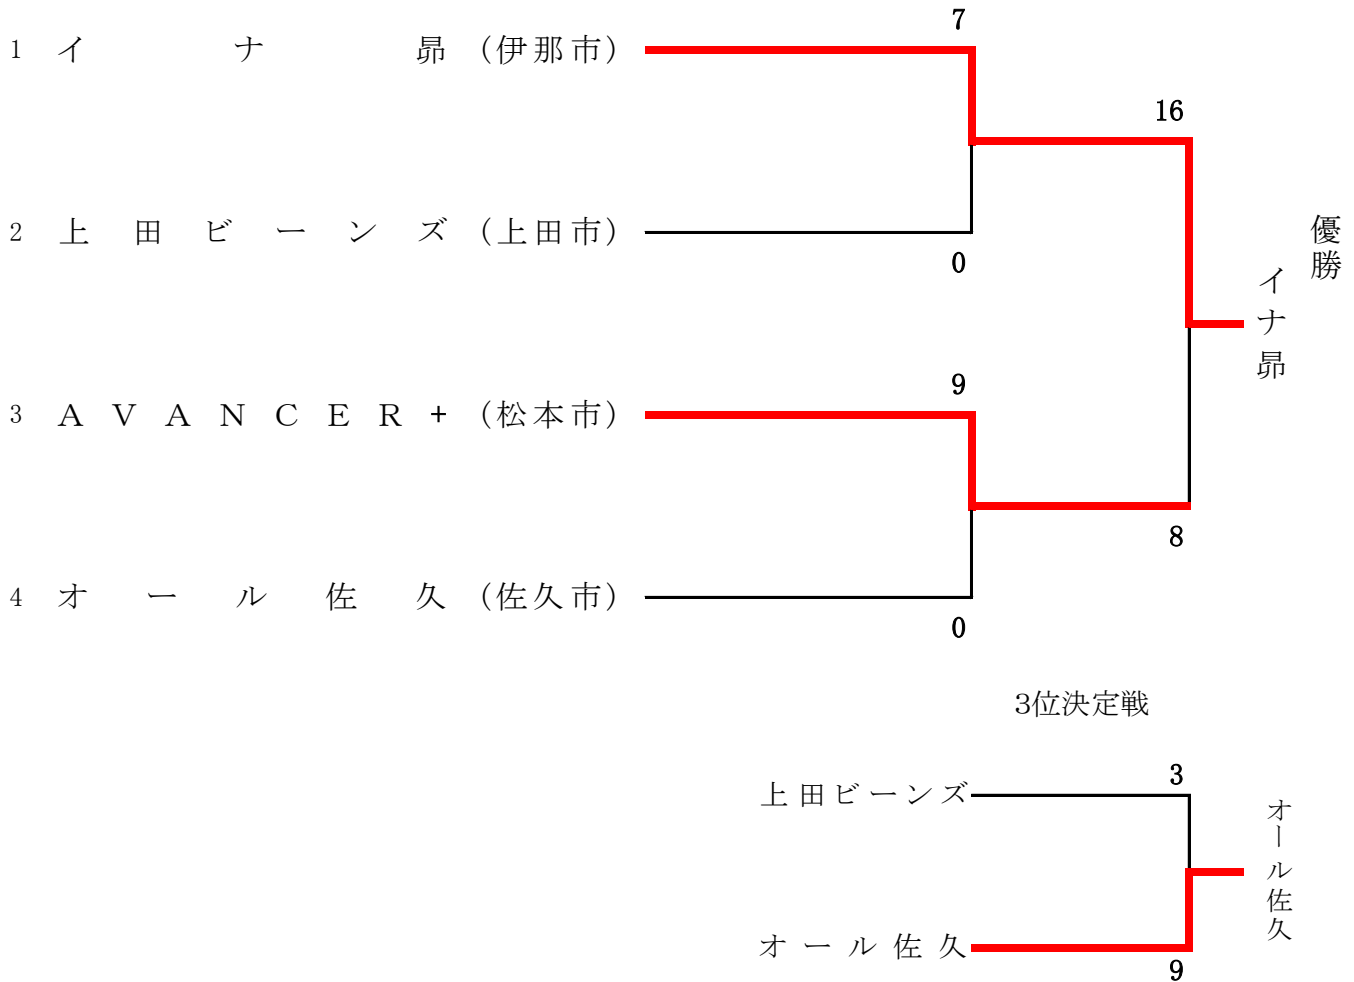 7
1 イナ昴 (伊那市)
16
2 上田ビーンズ (上田市)
0
優勝
イナ昴
9
3 AVANCER+ (松本市)
8
4 オール佐久 (佐久市)
0
3位決定戦
3
上田ビーンズ
オール佐久
オール佐久
9